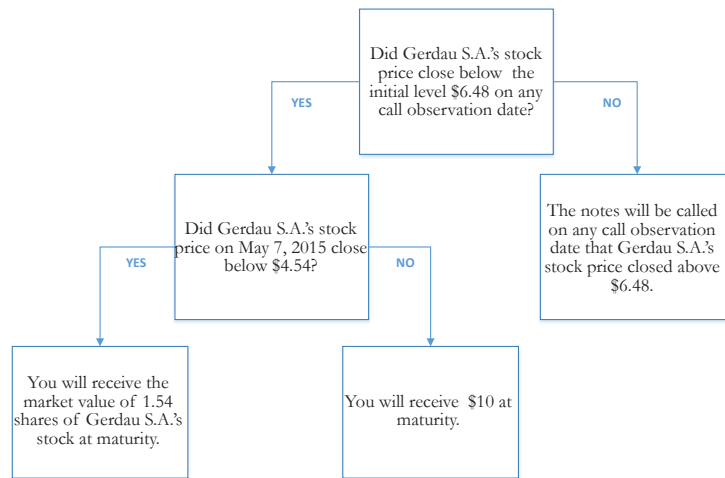 Did Gerdau S.A.'s stock
price close below the
initial level $6.48 on any
call observation date?
YES
NO
Did Gerdau S.A.'s stock
price on May 7, 2015 close
below $4.54?
The notes will be called
on any call observation
date that Gerdau S.A.'s
stock price closed above
$6.48.
YES
NO
You will receive the
market value of 1.54
shares of Gerdau S.A.'s
stock at maturity.
You will receive $10 at
maturity.